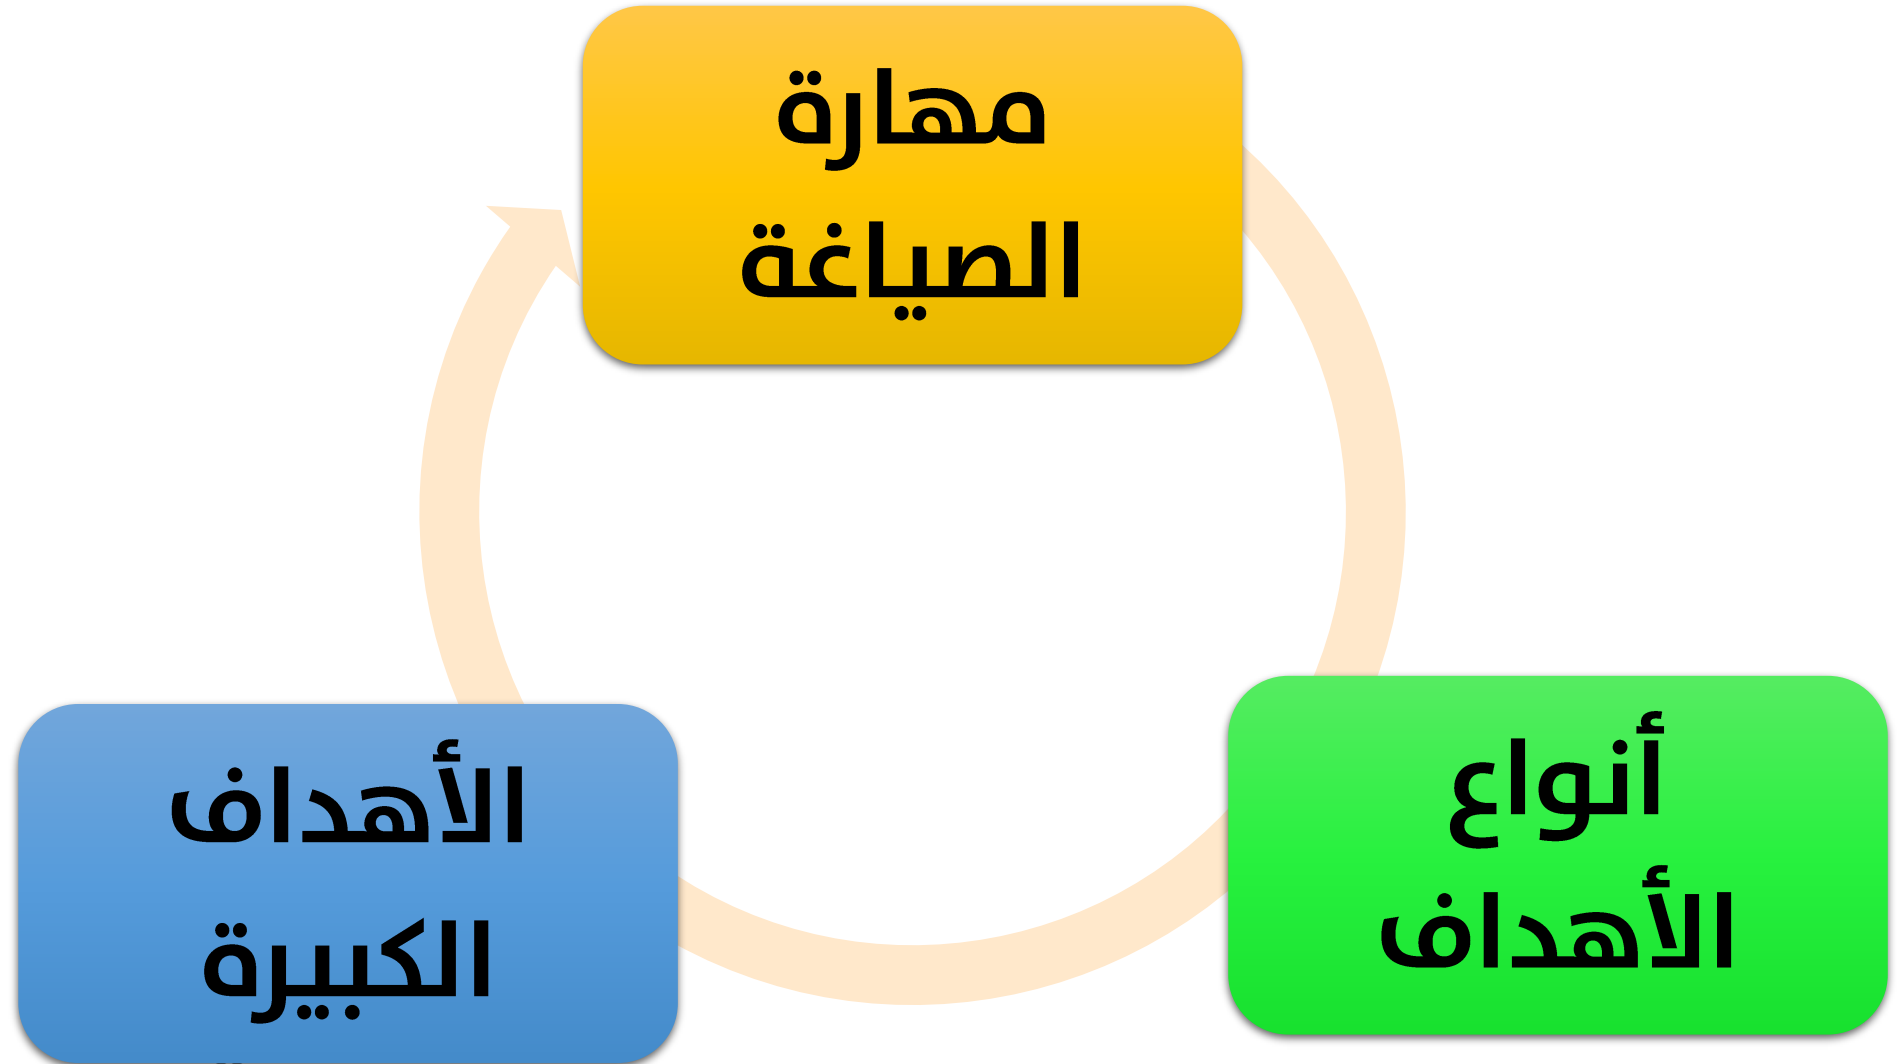 مهارة
الصياغة
أنواع
الأهداف
الأهداف
الكبيرة